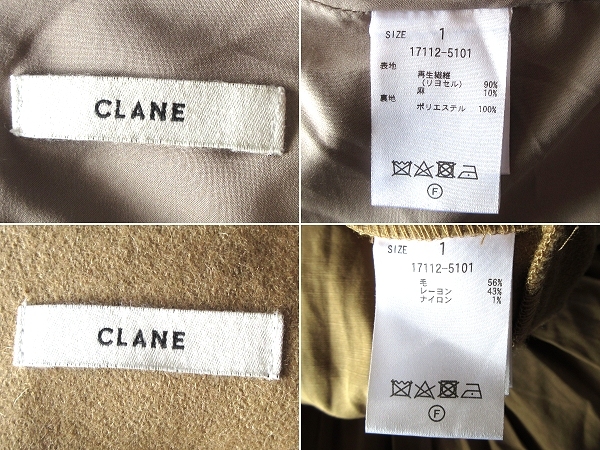 CLANE
SIZE 1
17112-5101
表地
再生繊維
(リヨセル) 90%
麻 10%
裏地
ポリエステル 100%
F
CLANE
SIZE 1
17112-5101
毛 56%
レーヨン 43%
ナイロン 1%
F